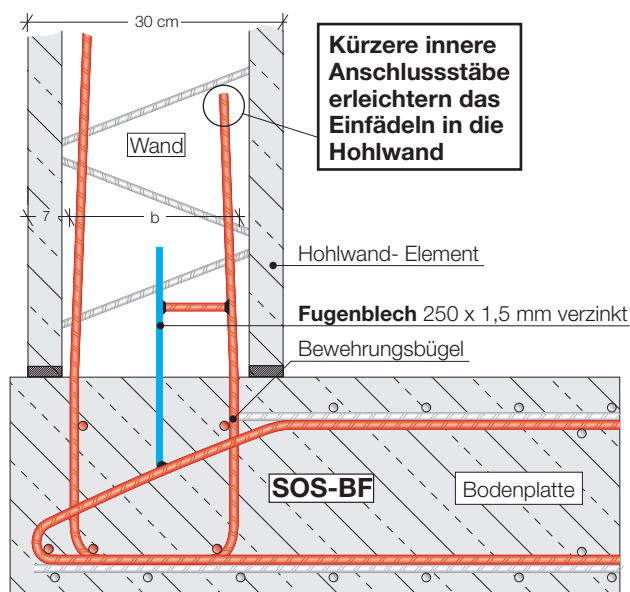 30 cm
Kürzere innere
Anschlussstäbe
erleichtern das
Einfädeln in die
Hohlwand
Wand
7
b
Hohlwand- Element
Fugenblech 250 x 1,5 mm verzinkt
Bewehrungsbügel
SOS-BF
Bodenplatte